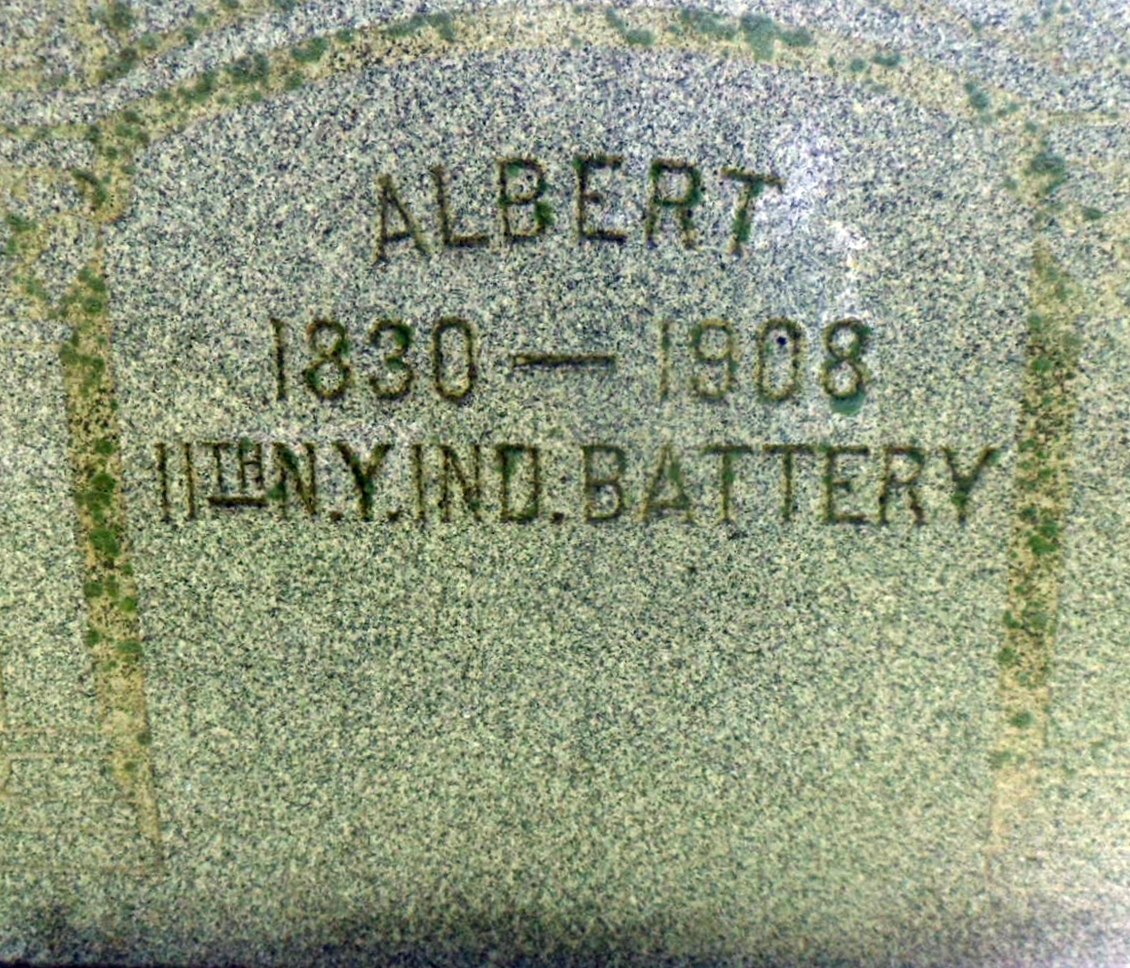 ALBERT
1830 — 1908
11TH N.Y. IND. BATTERY